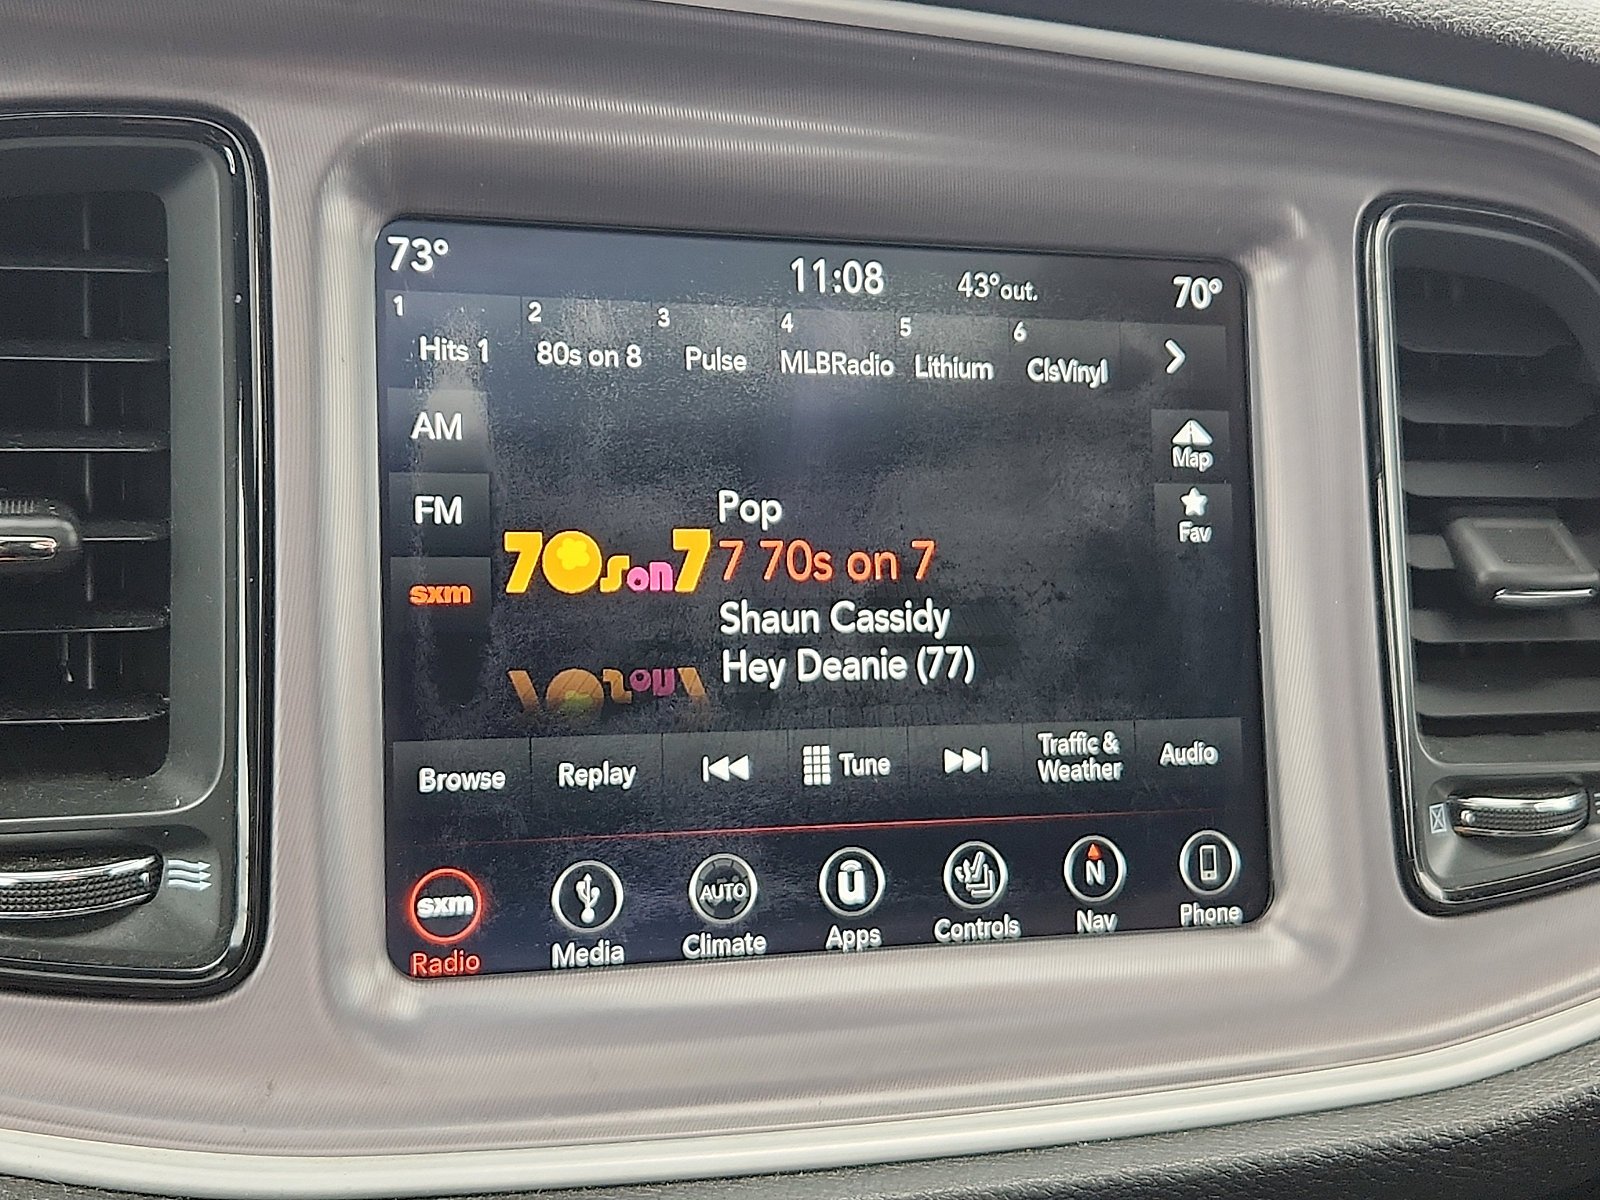 73° 11:08 43°out. 70°
1 2 3 4 5 6
Hits 1 80s on 8 Pulse MLBRadio Lithium ClsVinyl
AM
Map
FM
Fav
sxm
70s on 7
Pop
7 70s on 7
Shaun Cassidy
Hey Deanie (77)
Browse Replay Tune Traffic & Weather Audio
sxm AUTO U N
Radio Media Climate Apps Controls Nav Phone